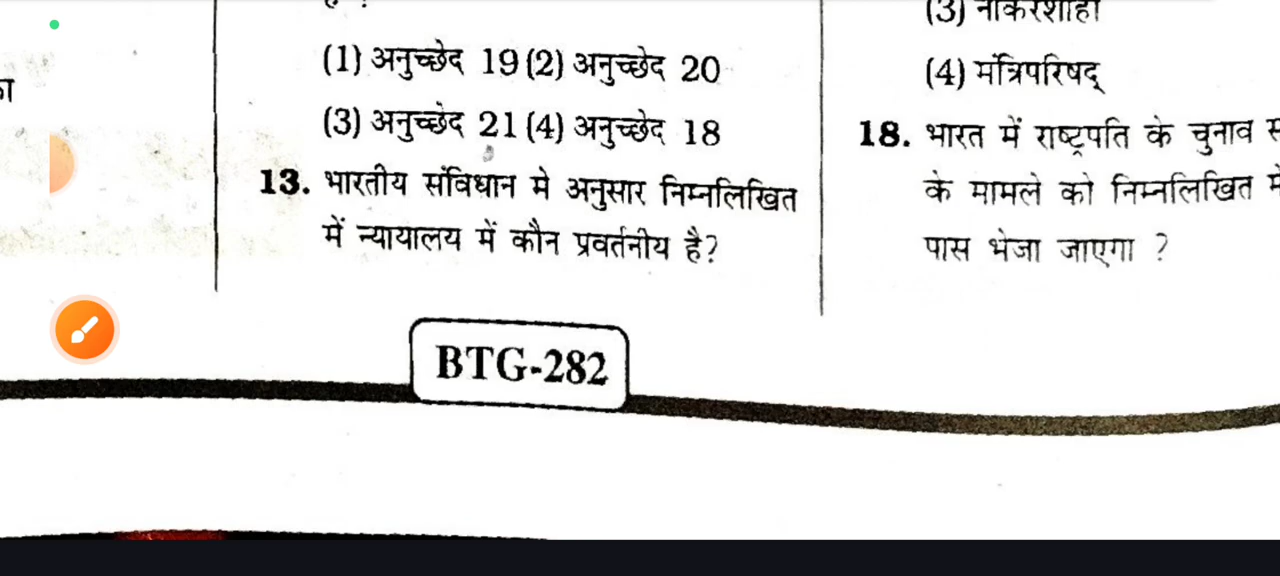 का
(1) अनुच्छेद 19 (2) अनुच्छेद 20
(3) अनुच्छेद 21 (4) अनुच्छेद 18
13. भारतीय संविधान मे अनुसार निम्नलिखित
में न्यायालय में कौन प्रवर्तनीय है?
(3) नौकरशाही
(4) मंत्रिपरिषद्
18. भारत में राष्ट्रपति के चुनाव
के मामले को निम्नलिखित में
पास भेजा जाएगा ?
BTG-282